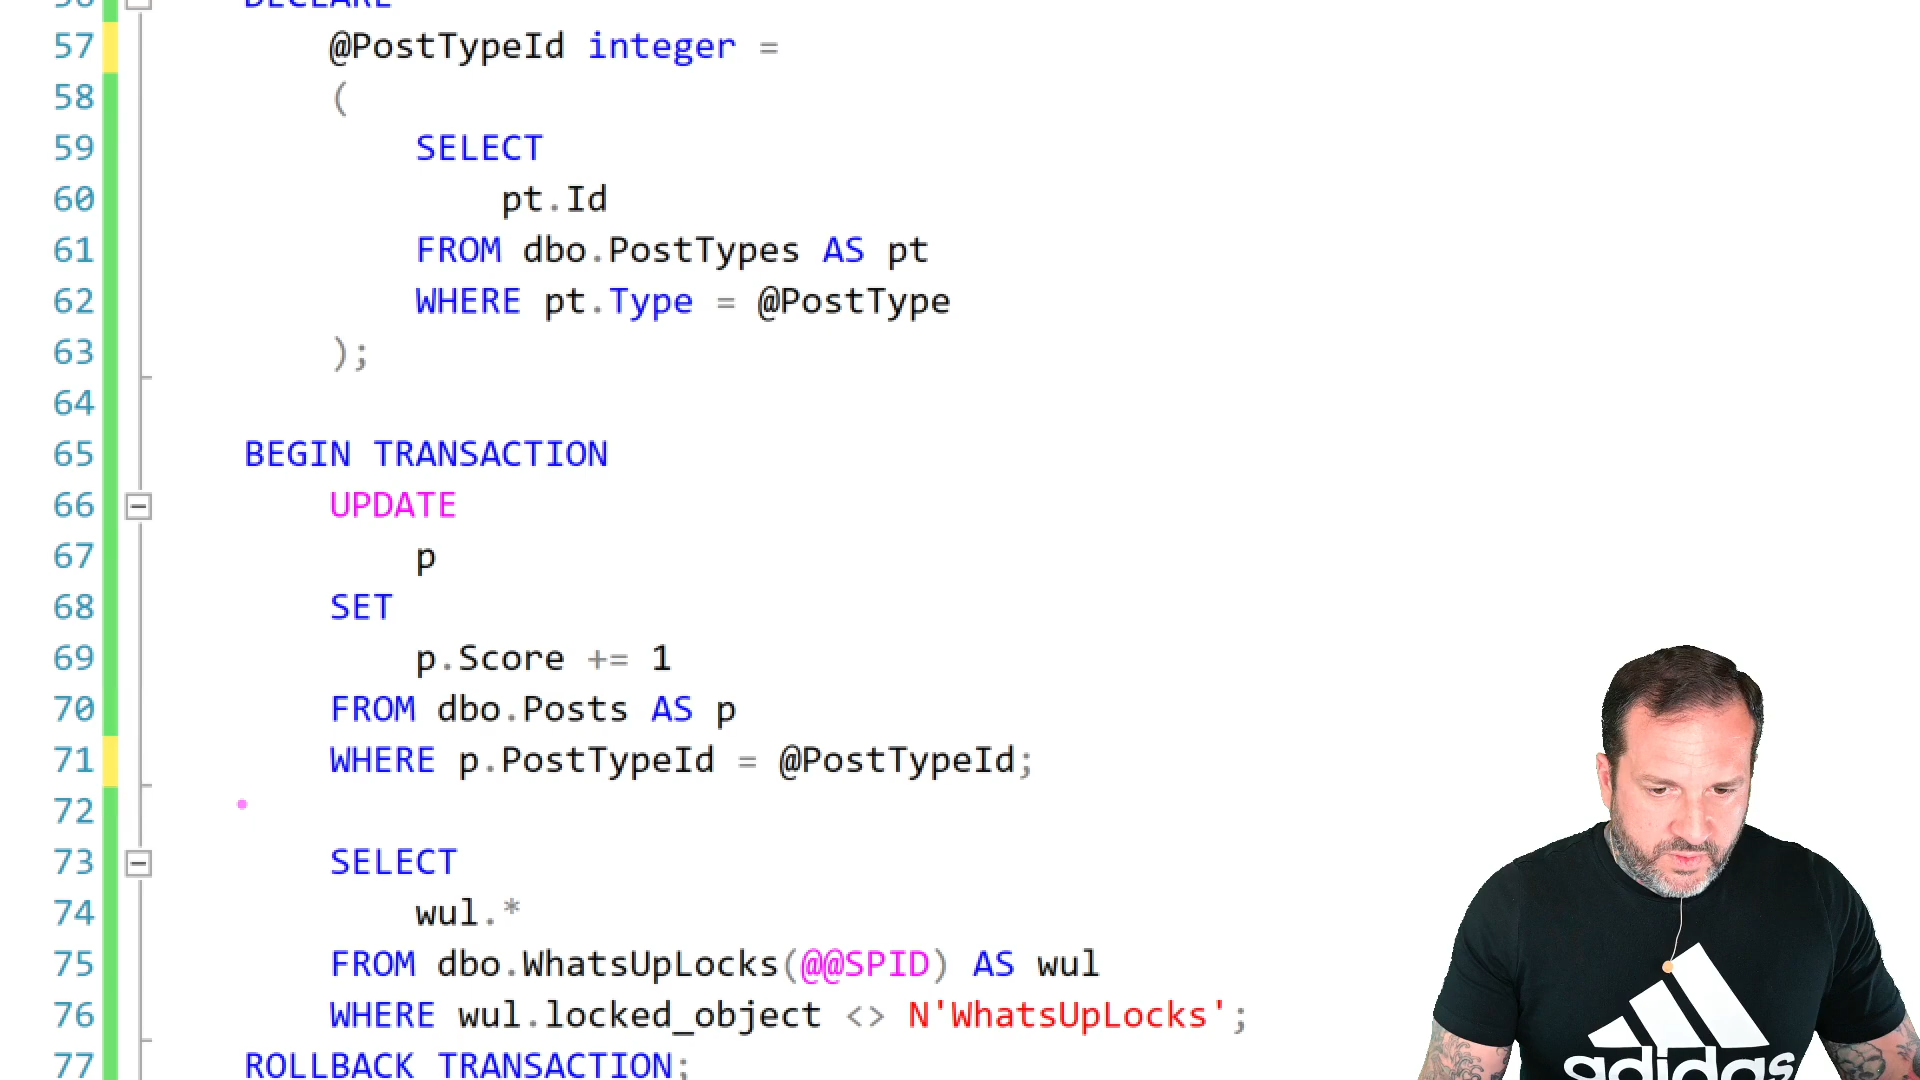 56 DECLARE
57 @PostTypeId integer =
58 (
59 SELECT
60 pt.Id
61 FROM dbo.PostTypes AS pt
62 WHERE pt.Type = @PostType
63 );
64
65 BEGIN TRANSACTION
66 UPDATE
67 p
68 SET
69 p.Score += 1
70 FROM dbo.Posts AS p
71 WHERE p.PostTypeId = @PostTypeId;
72
73 SELECT
74 wul.*
75 FROM dbo.WhatsUpLocks(@@SPID) AS wul
76 WHERE wul.locked_object <> N'WhatsUpLocks';
77 ROLLBACK TRANSACTION;
adidas